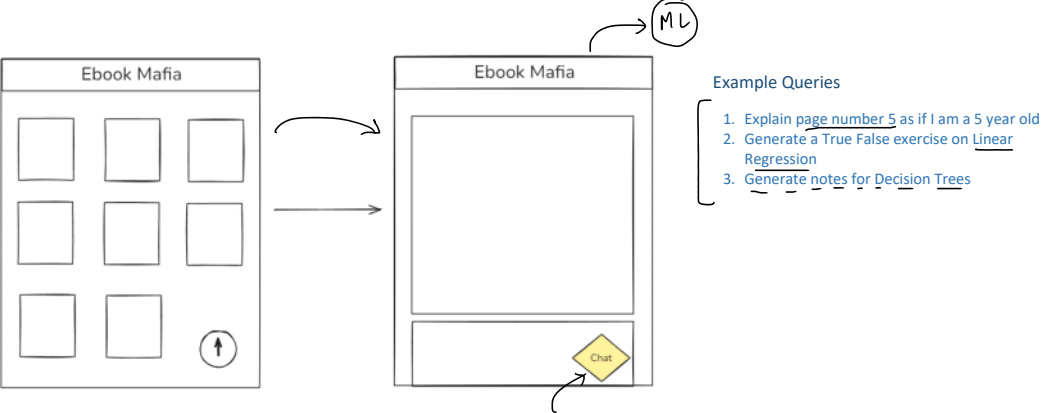 ML
Ebook Mafia
Ebook Mafia
Example Queries
1. Explain page number 5 as if I am a 5 year old
2. Generate a True False exercise on Linear
Regression
3. Generate notes for Decision Trees
Chat